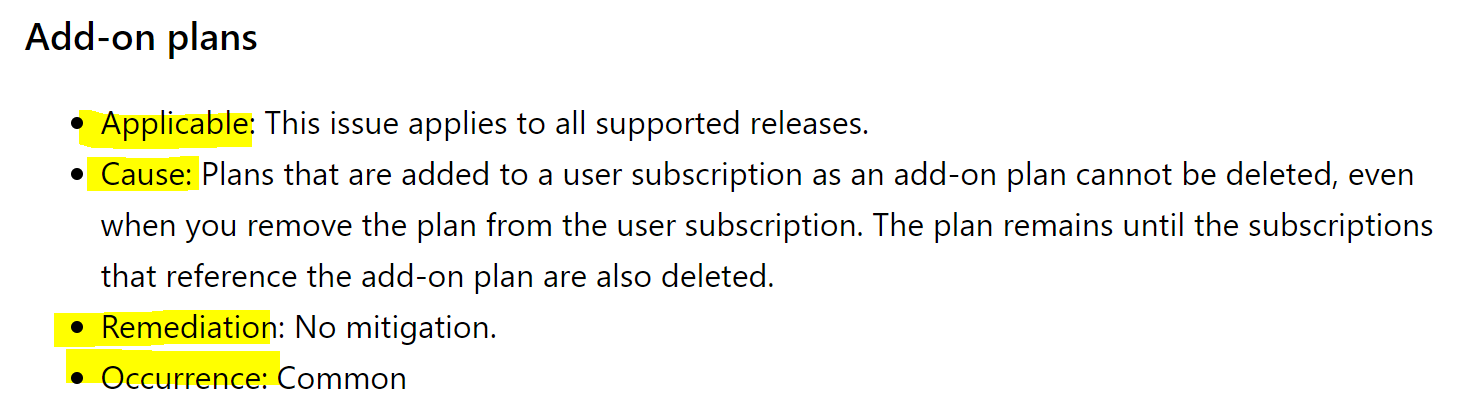 Add-on plans
• Applicable: This issue applies to all supported releases.
• Cause: Plans that are added to a user subscription as an add-on plan cannot be deleted, even
when you remove the plan from the user subscription. The plan remains until the subscriptions
that reference the add-on plan are also deleted.
• Remediation: No mitigation.
• Occurrence: Common